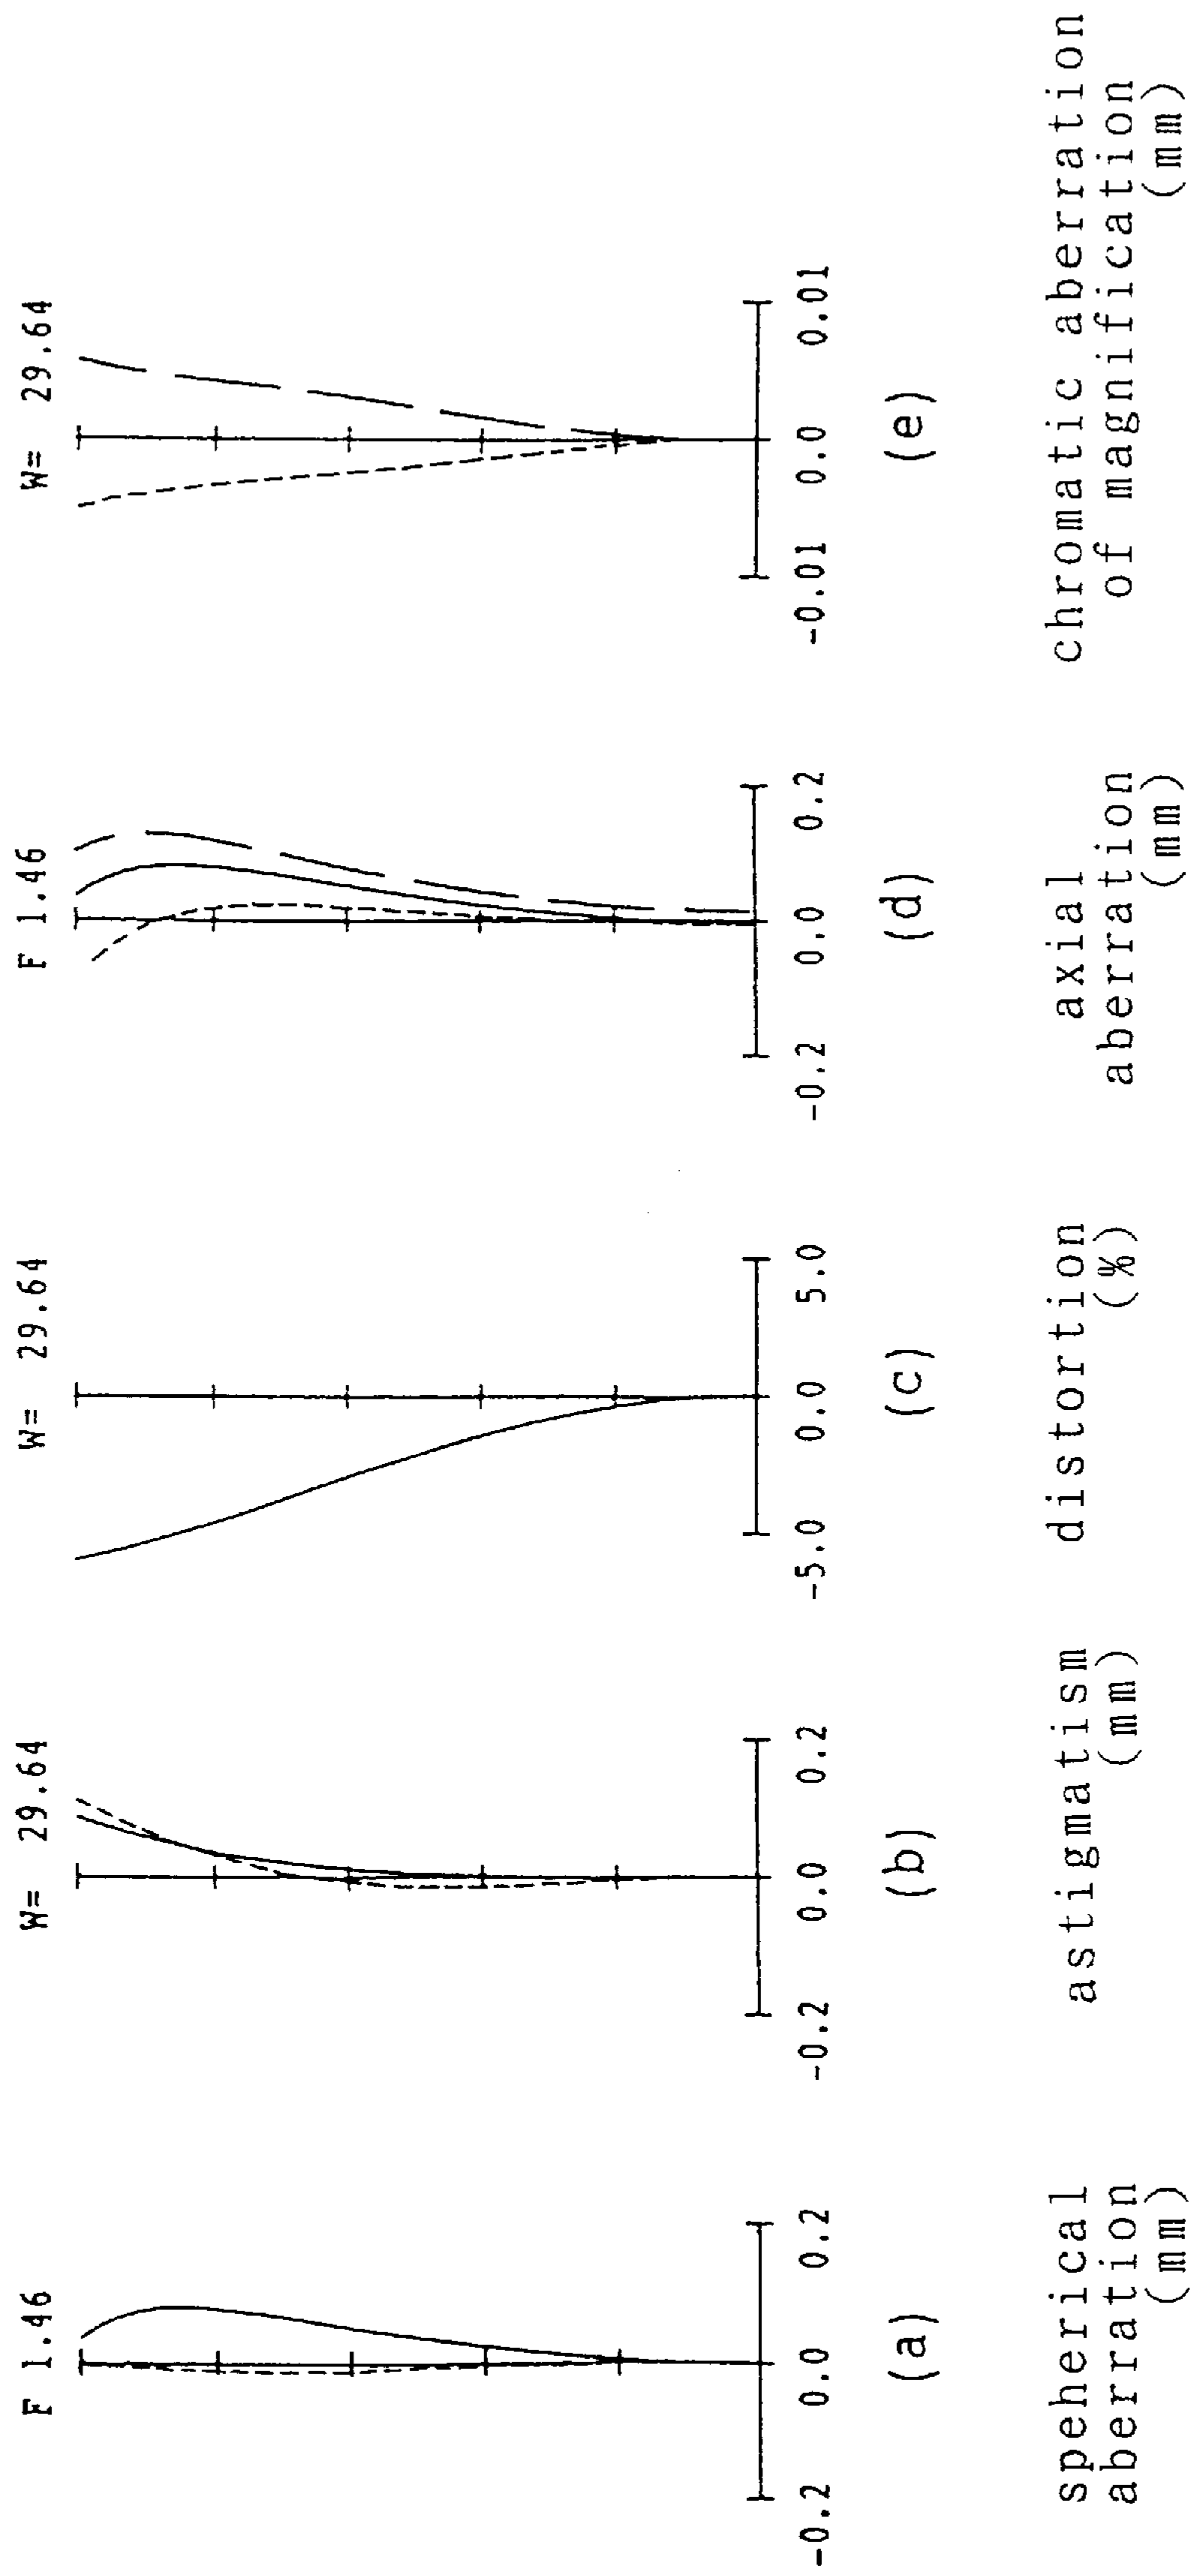 F 1.46
-0.2 0.0 0.2
(a)
speherical
aberration
(mm)
W= 29.64
-0.2 0.0 0.2
(b)
astigmatism
(mm)
W= 29.64
-5.0 0.0 5.0
(c)
distortion
(%)
F 1.46
-0.2 0.0 0.2
(d)
axial
aberration
(mm)
W= 29.64
-0.01 0.0 0.01
(e)
chromatic aberration
of magnification
(mm)